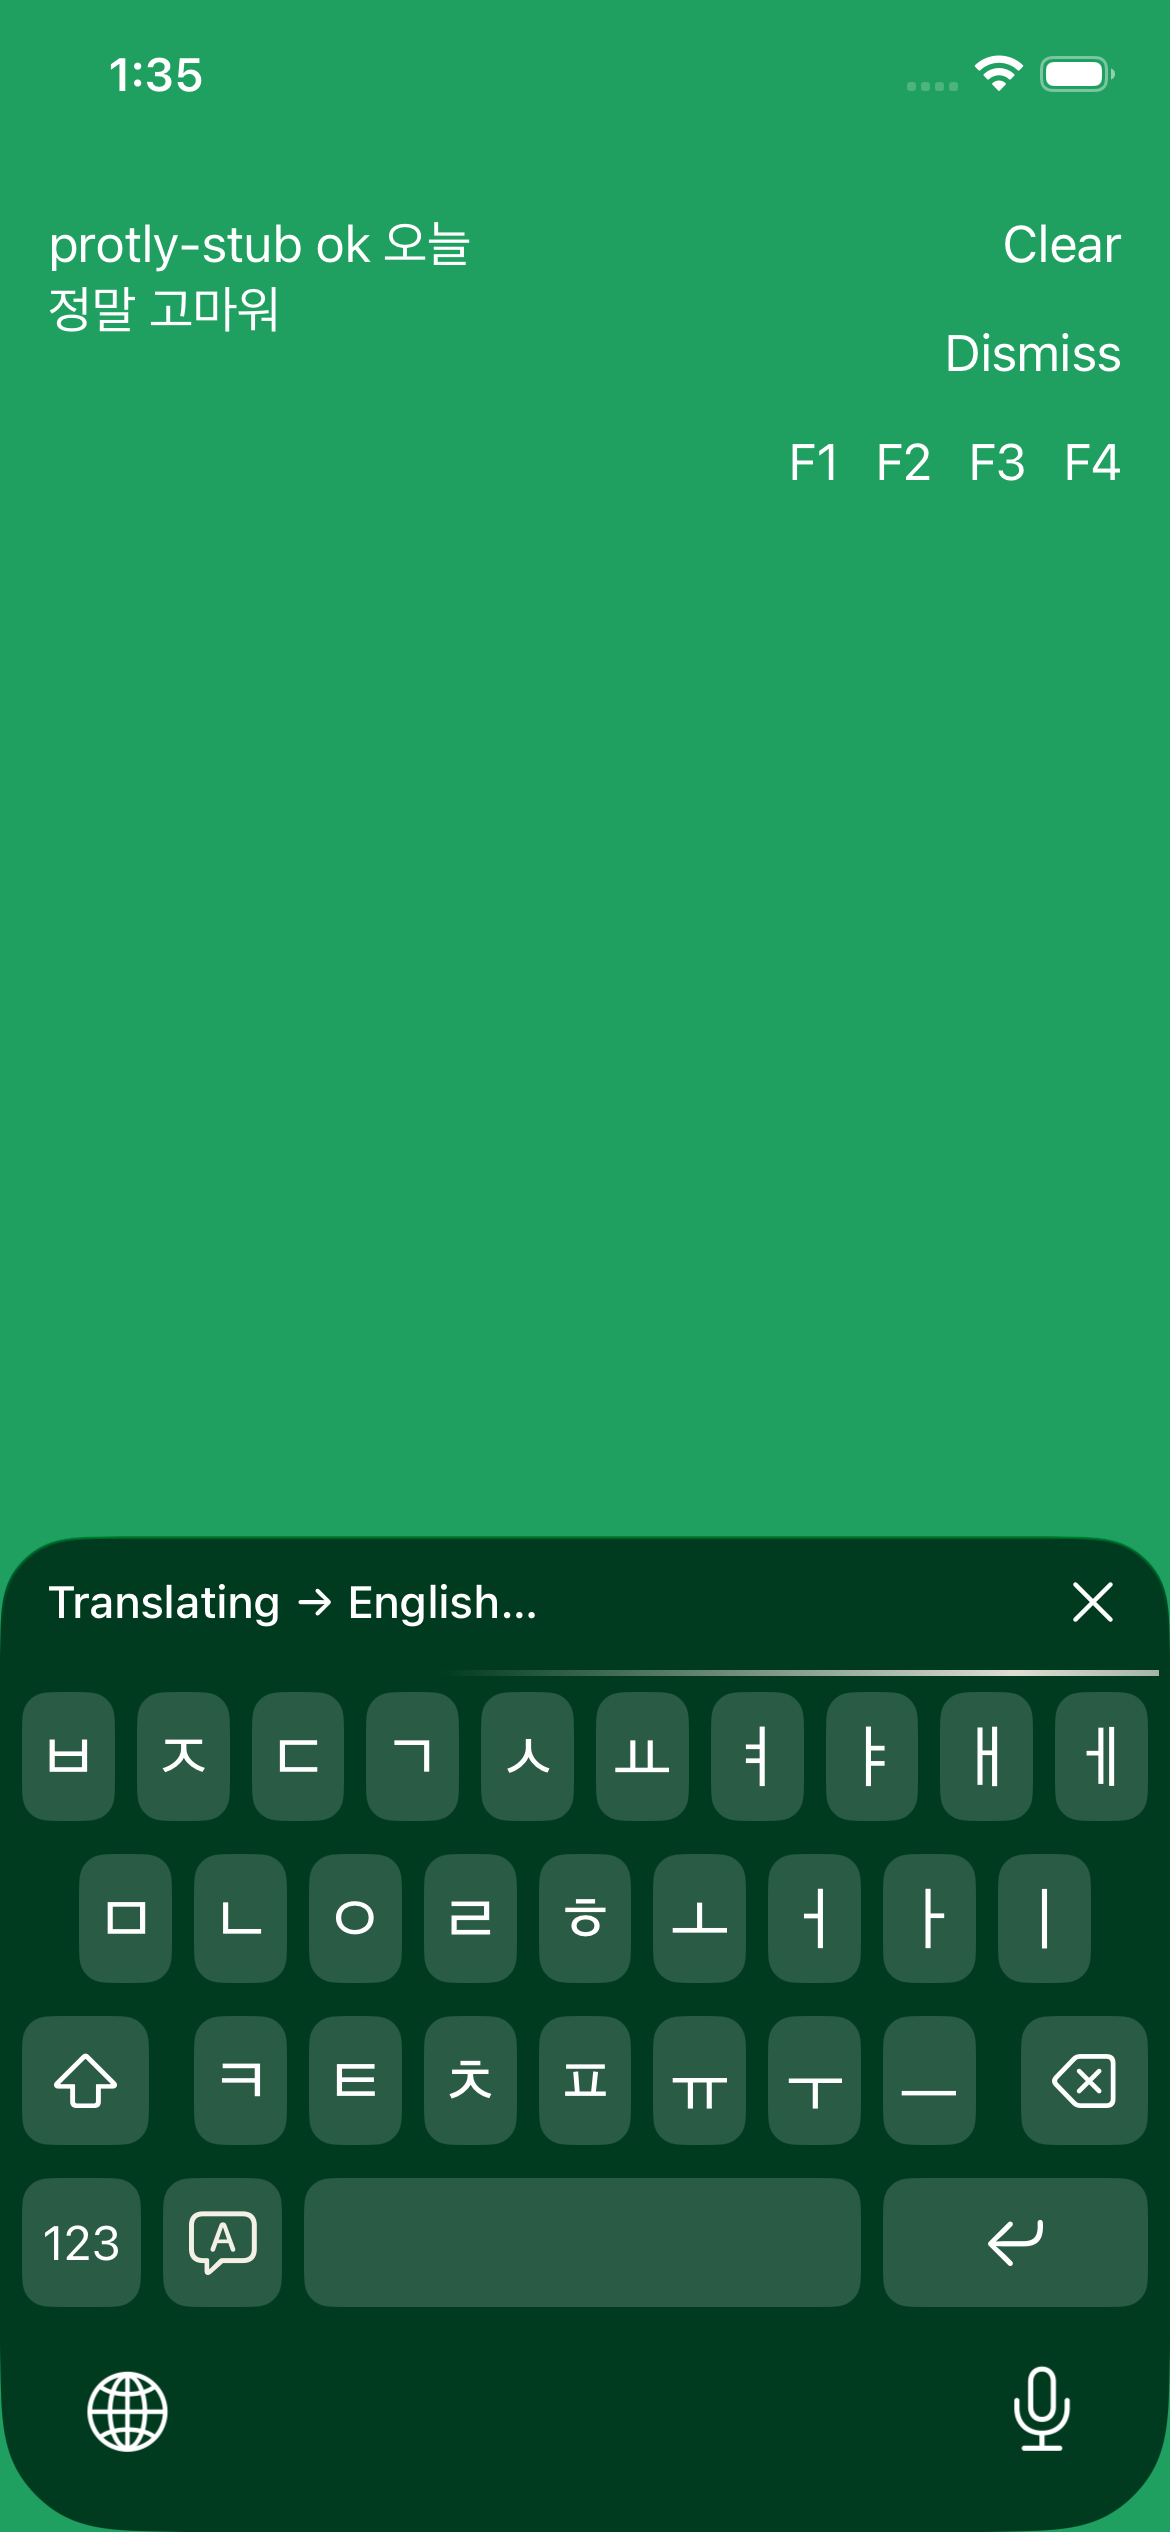 1:35
protly-stub ok 오늘
정말 고마워
Clear
Dismiss
F1 F2 F3 F4
Translating → English...
ㅂ ㅈ ㄷ ㄱ ㅅ ㅛ ㅕ ㅑ ㅐ ㅔ
ㅁ ㄴ ㅇ ㄹ ㅎ ㅗ ㅓ ㅏ ㅣ
ㅋ ㅌ ㅊ ㅍ ㅠ ㅜ ㅡ
123 A